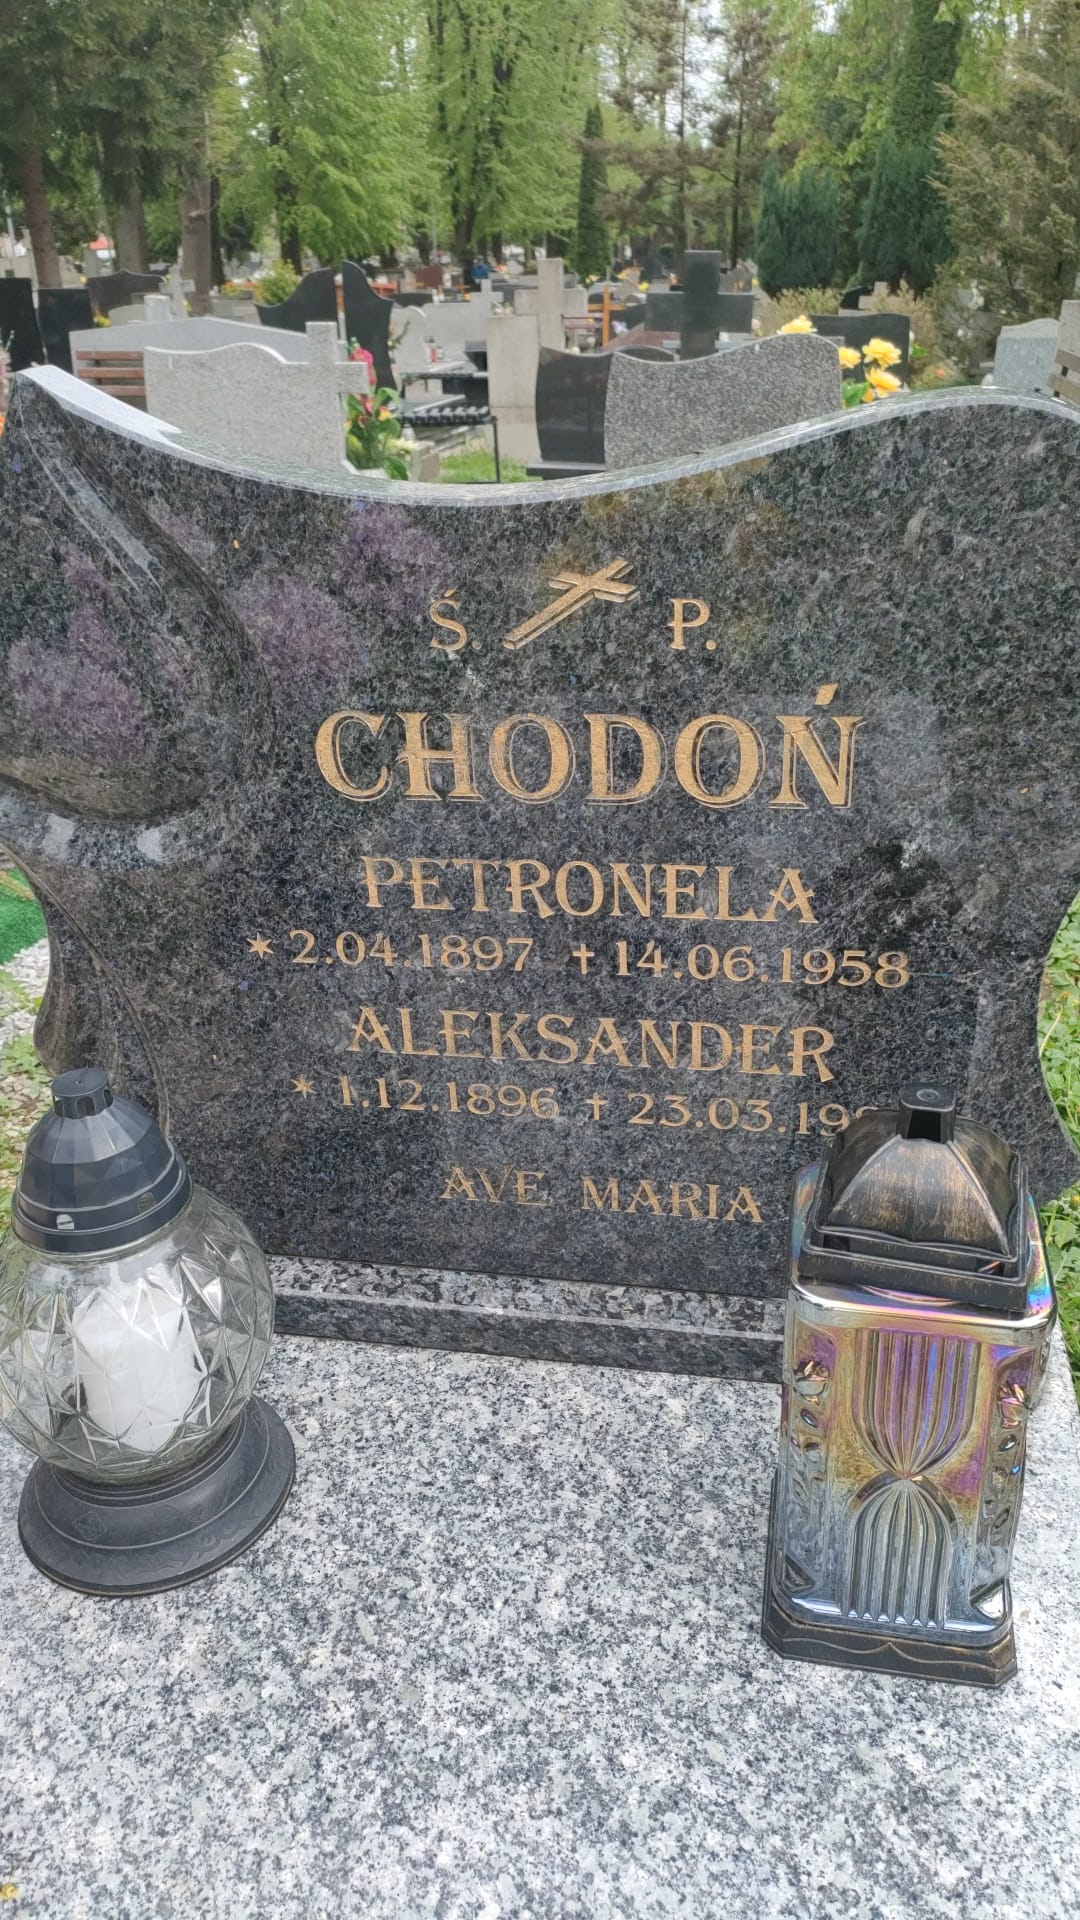 Ś. P.
CHODOŃ
PETRONELA
* 2.04.1897 ✝ 14.06.1958
ALEKSANDER
* 1.12.1896 ✝ 23.03.19
AVE MARIA